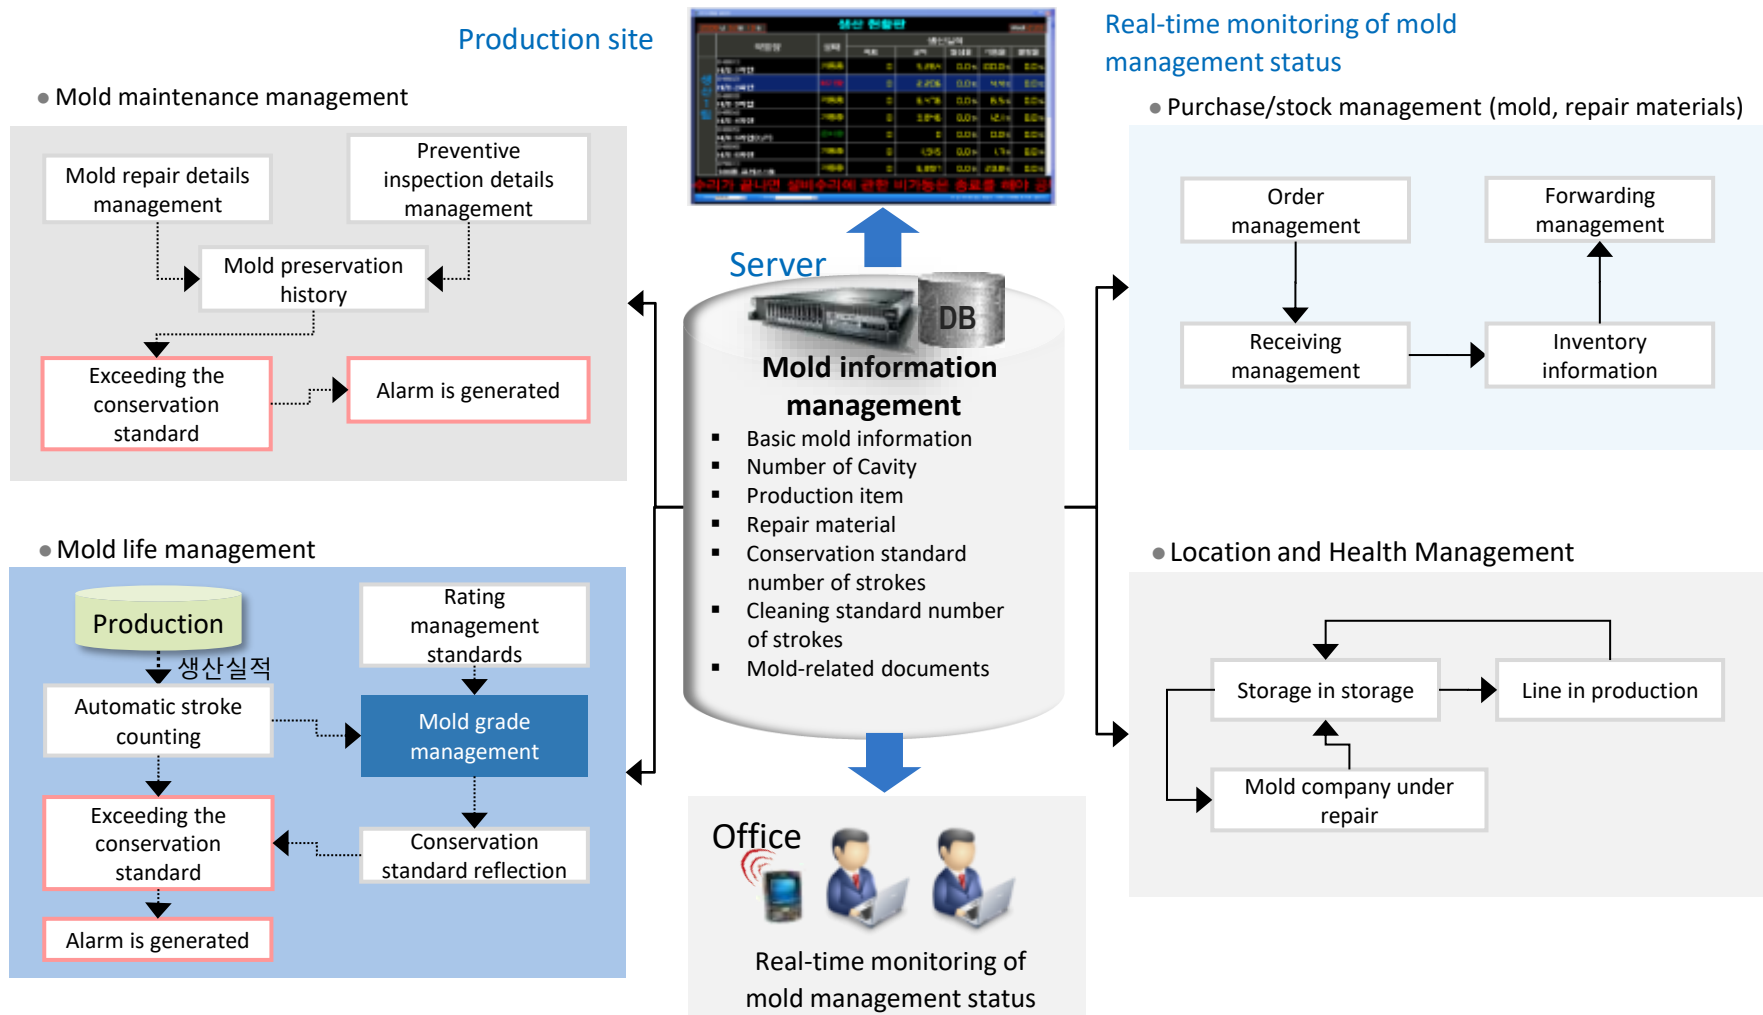 Production site
생산 현황판
Real-time monitoring of mold
management status
Mold maintenance management
Mold repair details
management
Preventive
inspection details
management
Mold preservation
history
Exceeding the
conservation
standard
Alarm is generated
Purchase/stock management (mold, repair materials)
Order
management
Forwarding
management
Receiving
management
Inventory
information
Server
DB
Mold information
management
▪ Basic mold information
▪ Number of Cavity
▪ Production item
▪ Repair material
▪ Conservation standard
number of strokes
▪ Cleaning standard number
of strokes
▪ Mold-related documents
Mold life management
Production
생산실적
Rating
management
standards
Automatic stroke
counting
Mold grade
management
Exceeding the
conservation
standard
Conservation
standard reflection
Alarm is generated
Location and Health Management
Storage in storage
Line in production
Mold company under
repair
Office
Real-time monitoring of
mold management status